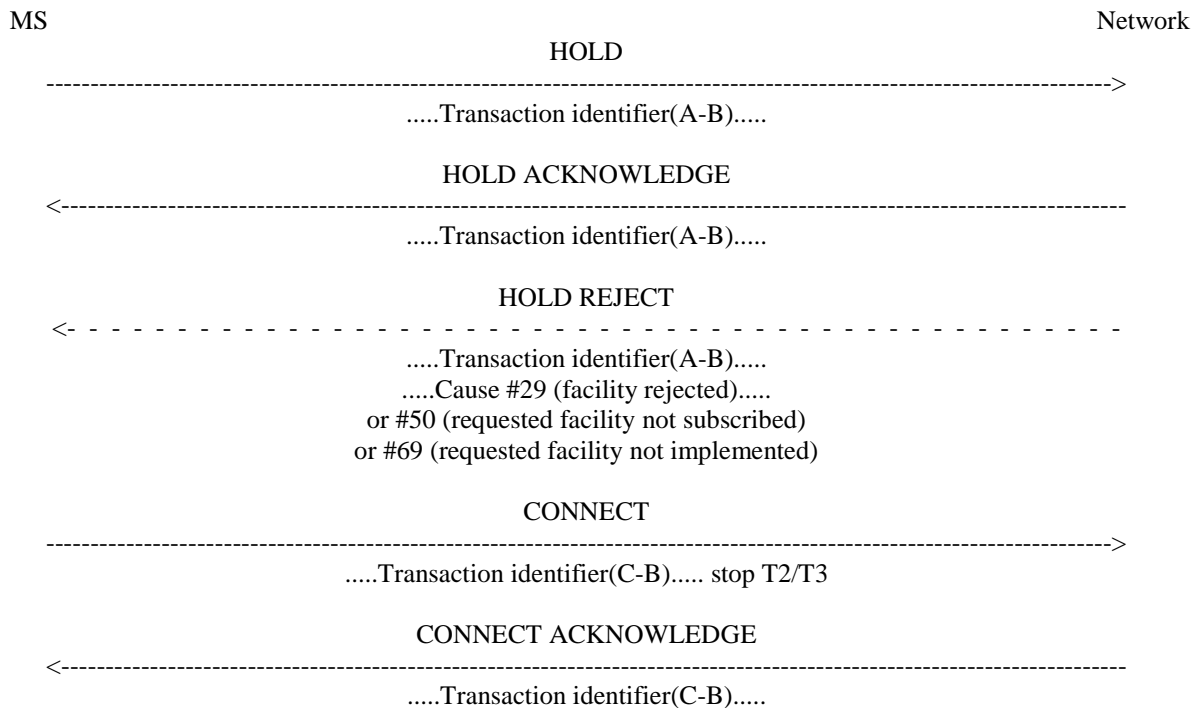 MS Network
HOLD
------------------------------------------------------------------------------------------------------------------------>
.....Transaction identifier(A-B).....
HOLD ACKNOWLEDGE
<------------------------------------------------------------------------------------------------------------------------
.....Transaction identifier(A-B).....
HOLD REJECT
<- - - - - - - - - - - - - - - - - - - - - - - - - - - - - - - - - - - - - - - - - - - - - - - -
.....Transaction identifier(A-B).....
.....Cause #29 (facility rejected).....
or #50 (requested facility not subscribed)
or #69 (requested facility not implemented)
CONNECT
------------------------------------------------------------------------------------------------------------------------>
.....Transaction identifier(C-B)..... stop T2/T3
CONNECT ACKNOWLEDGE
<------------------------------------------------------------------------------------------------------------------------
.....Transaction identifier(C-B).....